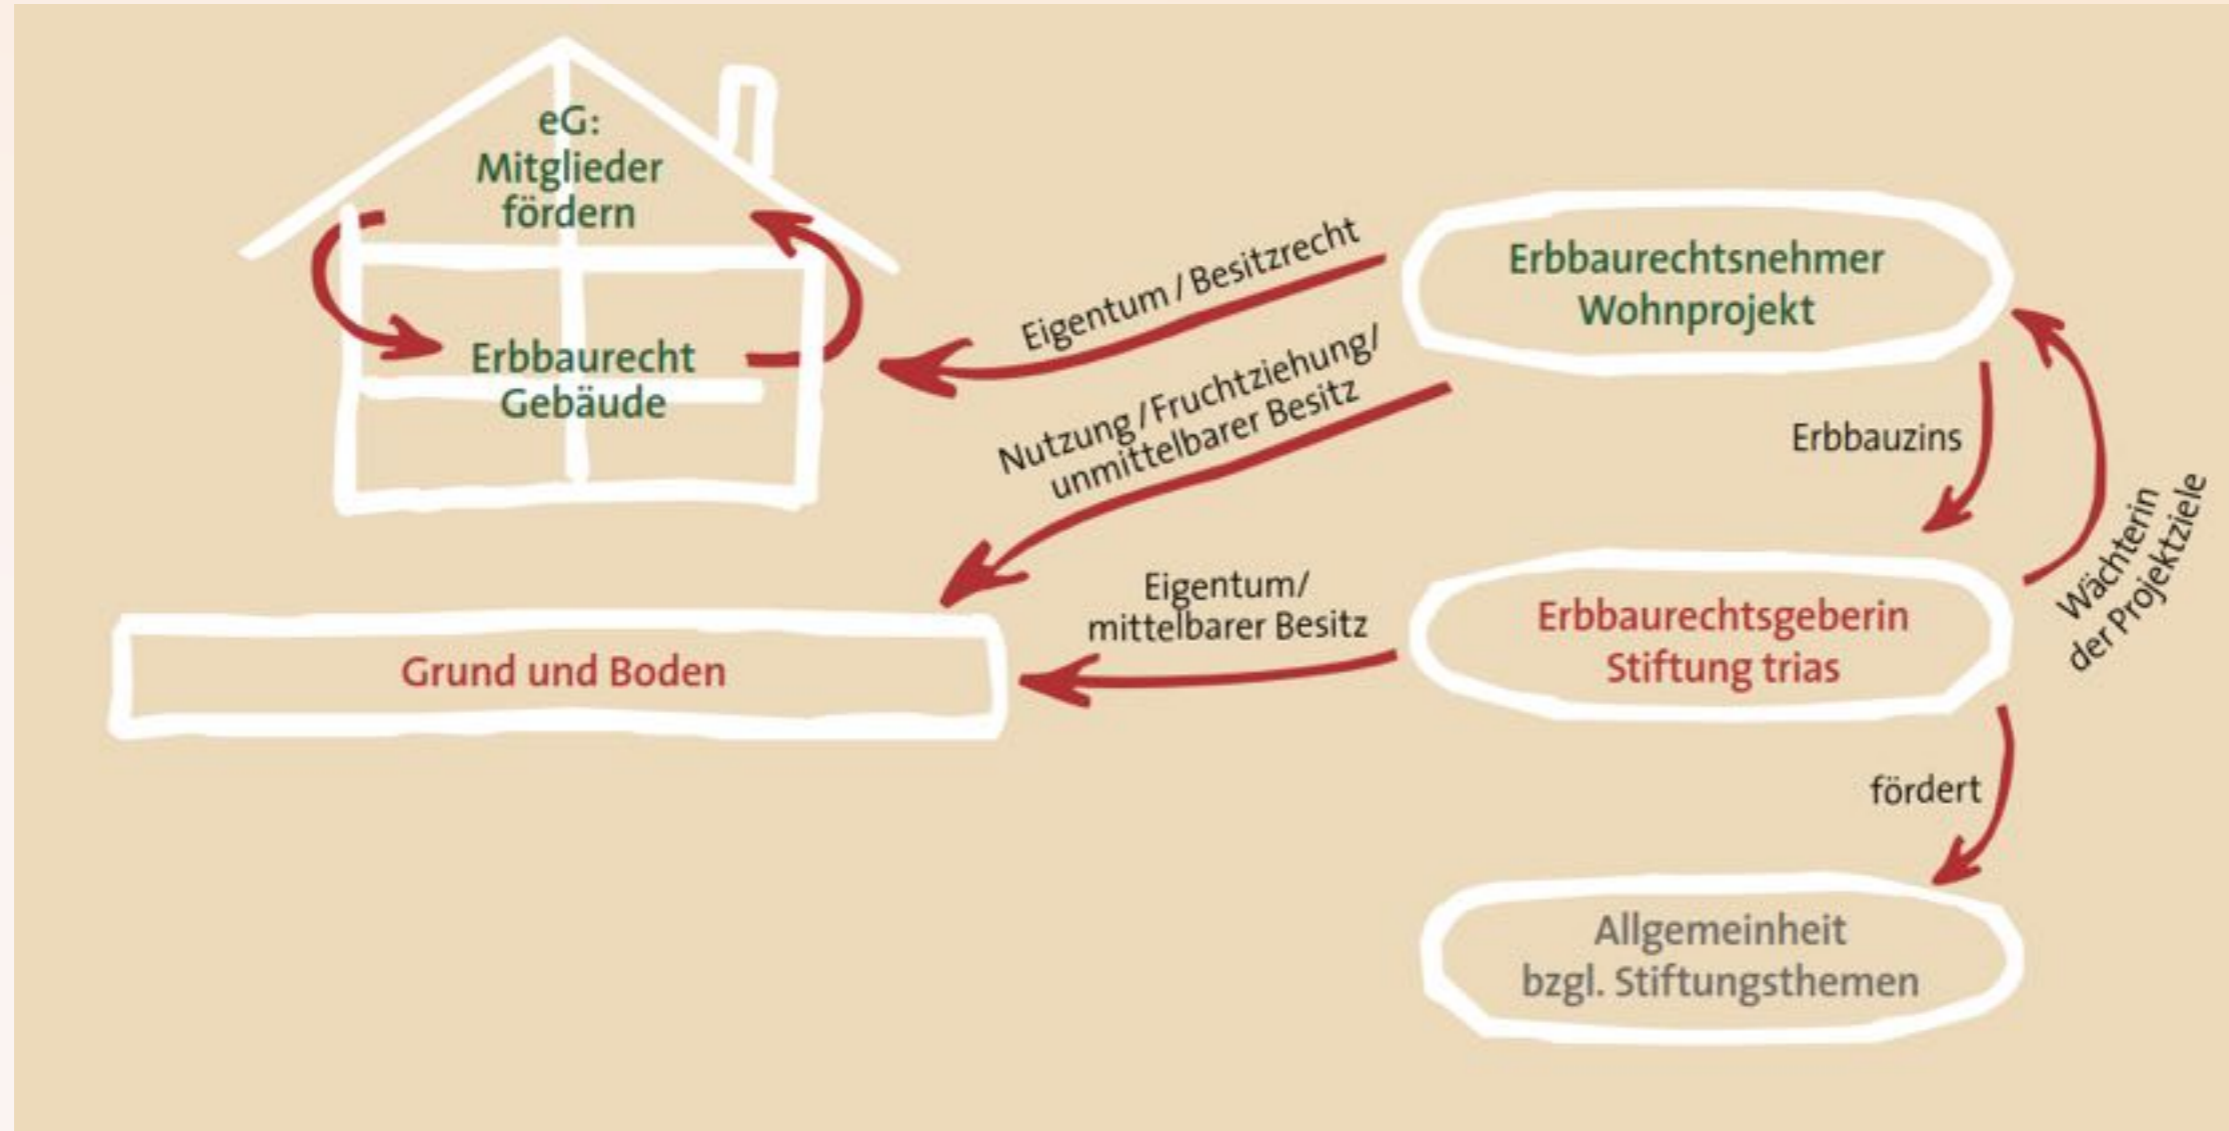 eG:
Mitglieder
fördern
Erbbaurecht
Gebäude
Eigentum / Besitzrecht
Nutzung / Fruchtziehung/
unmittelbarer Besitz
Erbbaurechtsnehmer
Wohnprojekt
Erbbauzins
Wächterin
der Projektziele
Grund und Boden
Eigentum/
mittelbarer Besitz
Erbbaurechtsgeberin
Stiftung trias
fördert
Allgemeinheit
bzgl. Stiftungsthemen